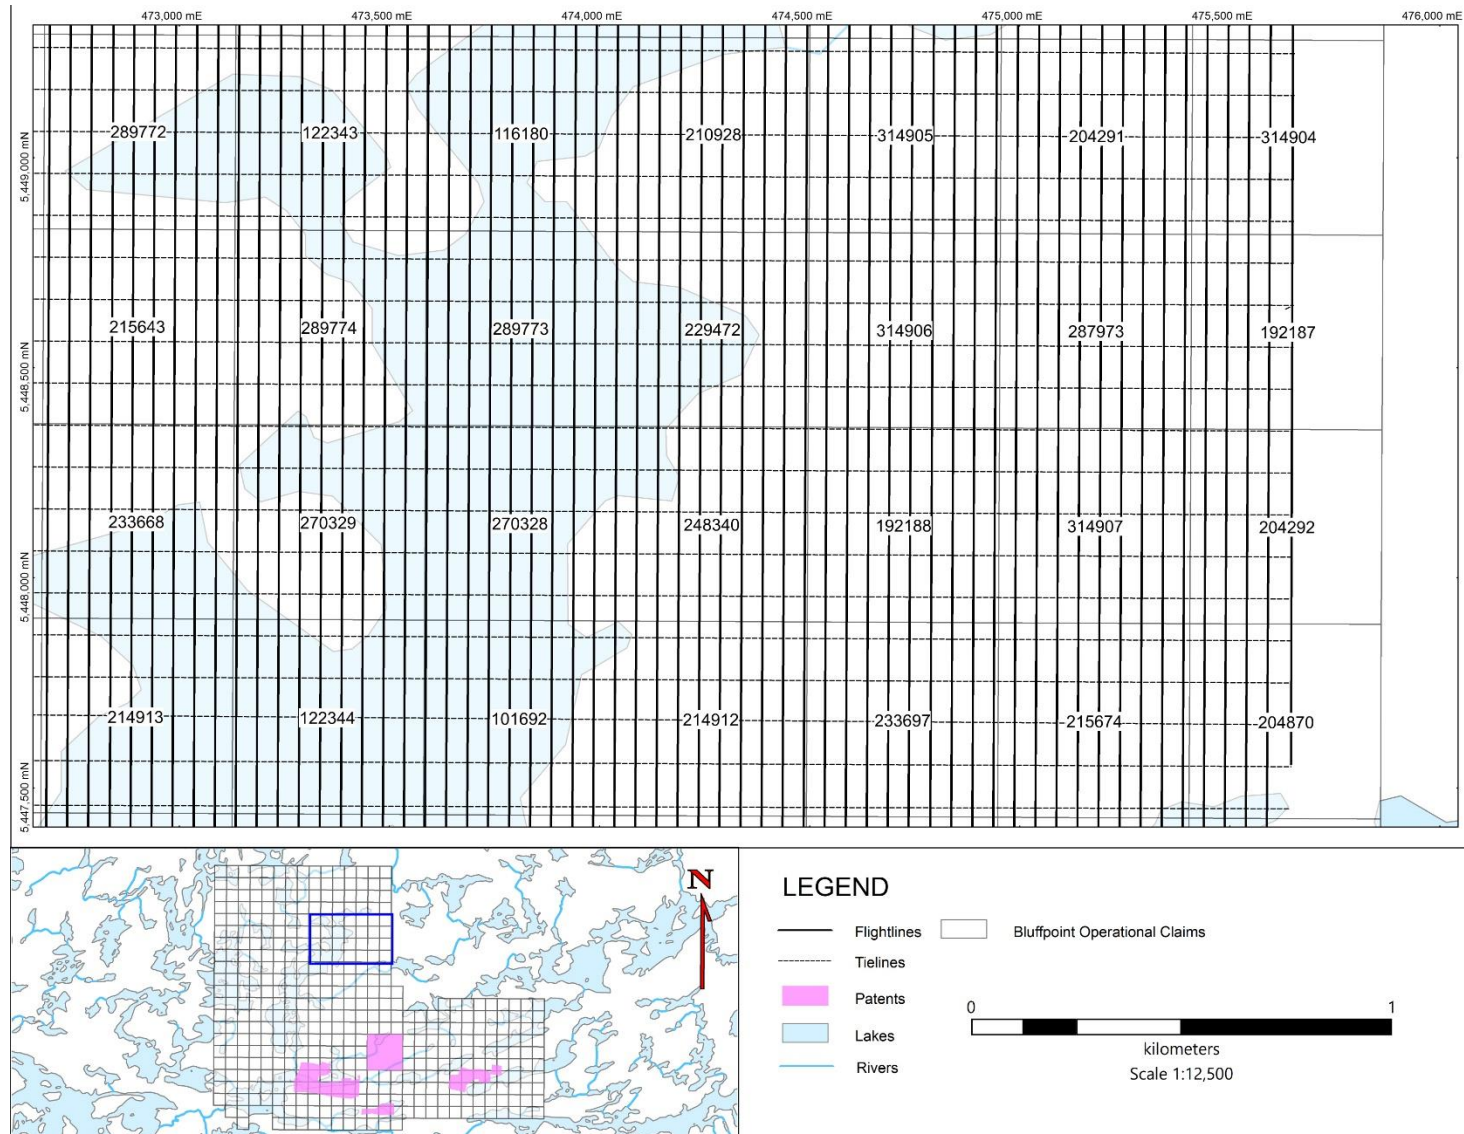 473,000 mE 473,500 mE 474,000 mE 474,500 mE 475,000 mE 475,500 mE 476,000 mE
5,449,000 mN
289772 122343 116180 210928 314905 204291 314904
5,448,500 mN
215643 289774 289773 229472 314906 287973 192187
5,448,000 mN
233668 270329 270328 248340 192188 314907 204292
5,447,500 mN
214913 122344 101692 214912 233697 215674 204870
N
LEGEND
Flightlines
Bluffpoint Operational Claims
Tielines
Patents
Lakes
Rivers
0 1
kilometers
Scale 1:12,500